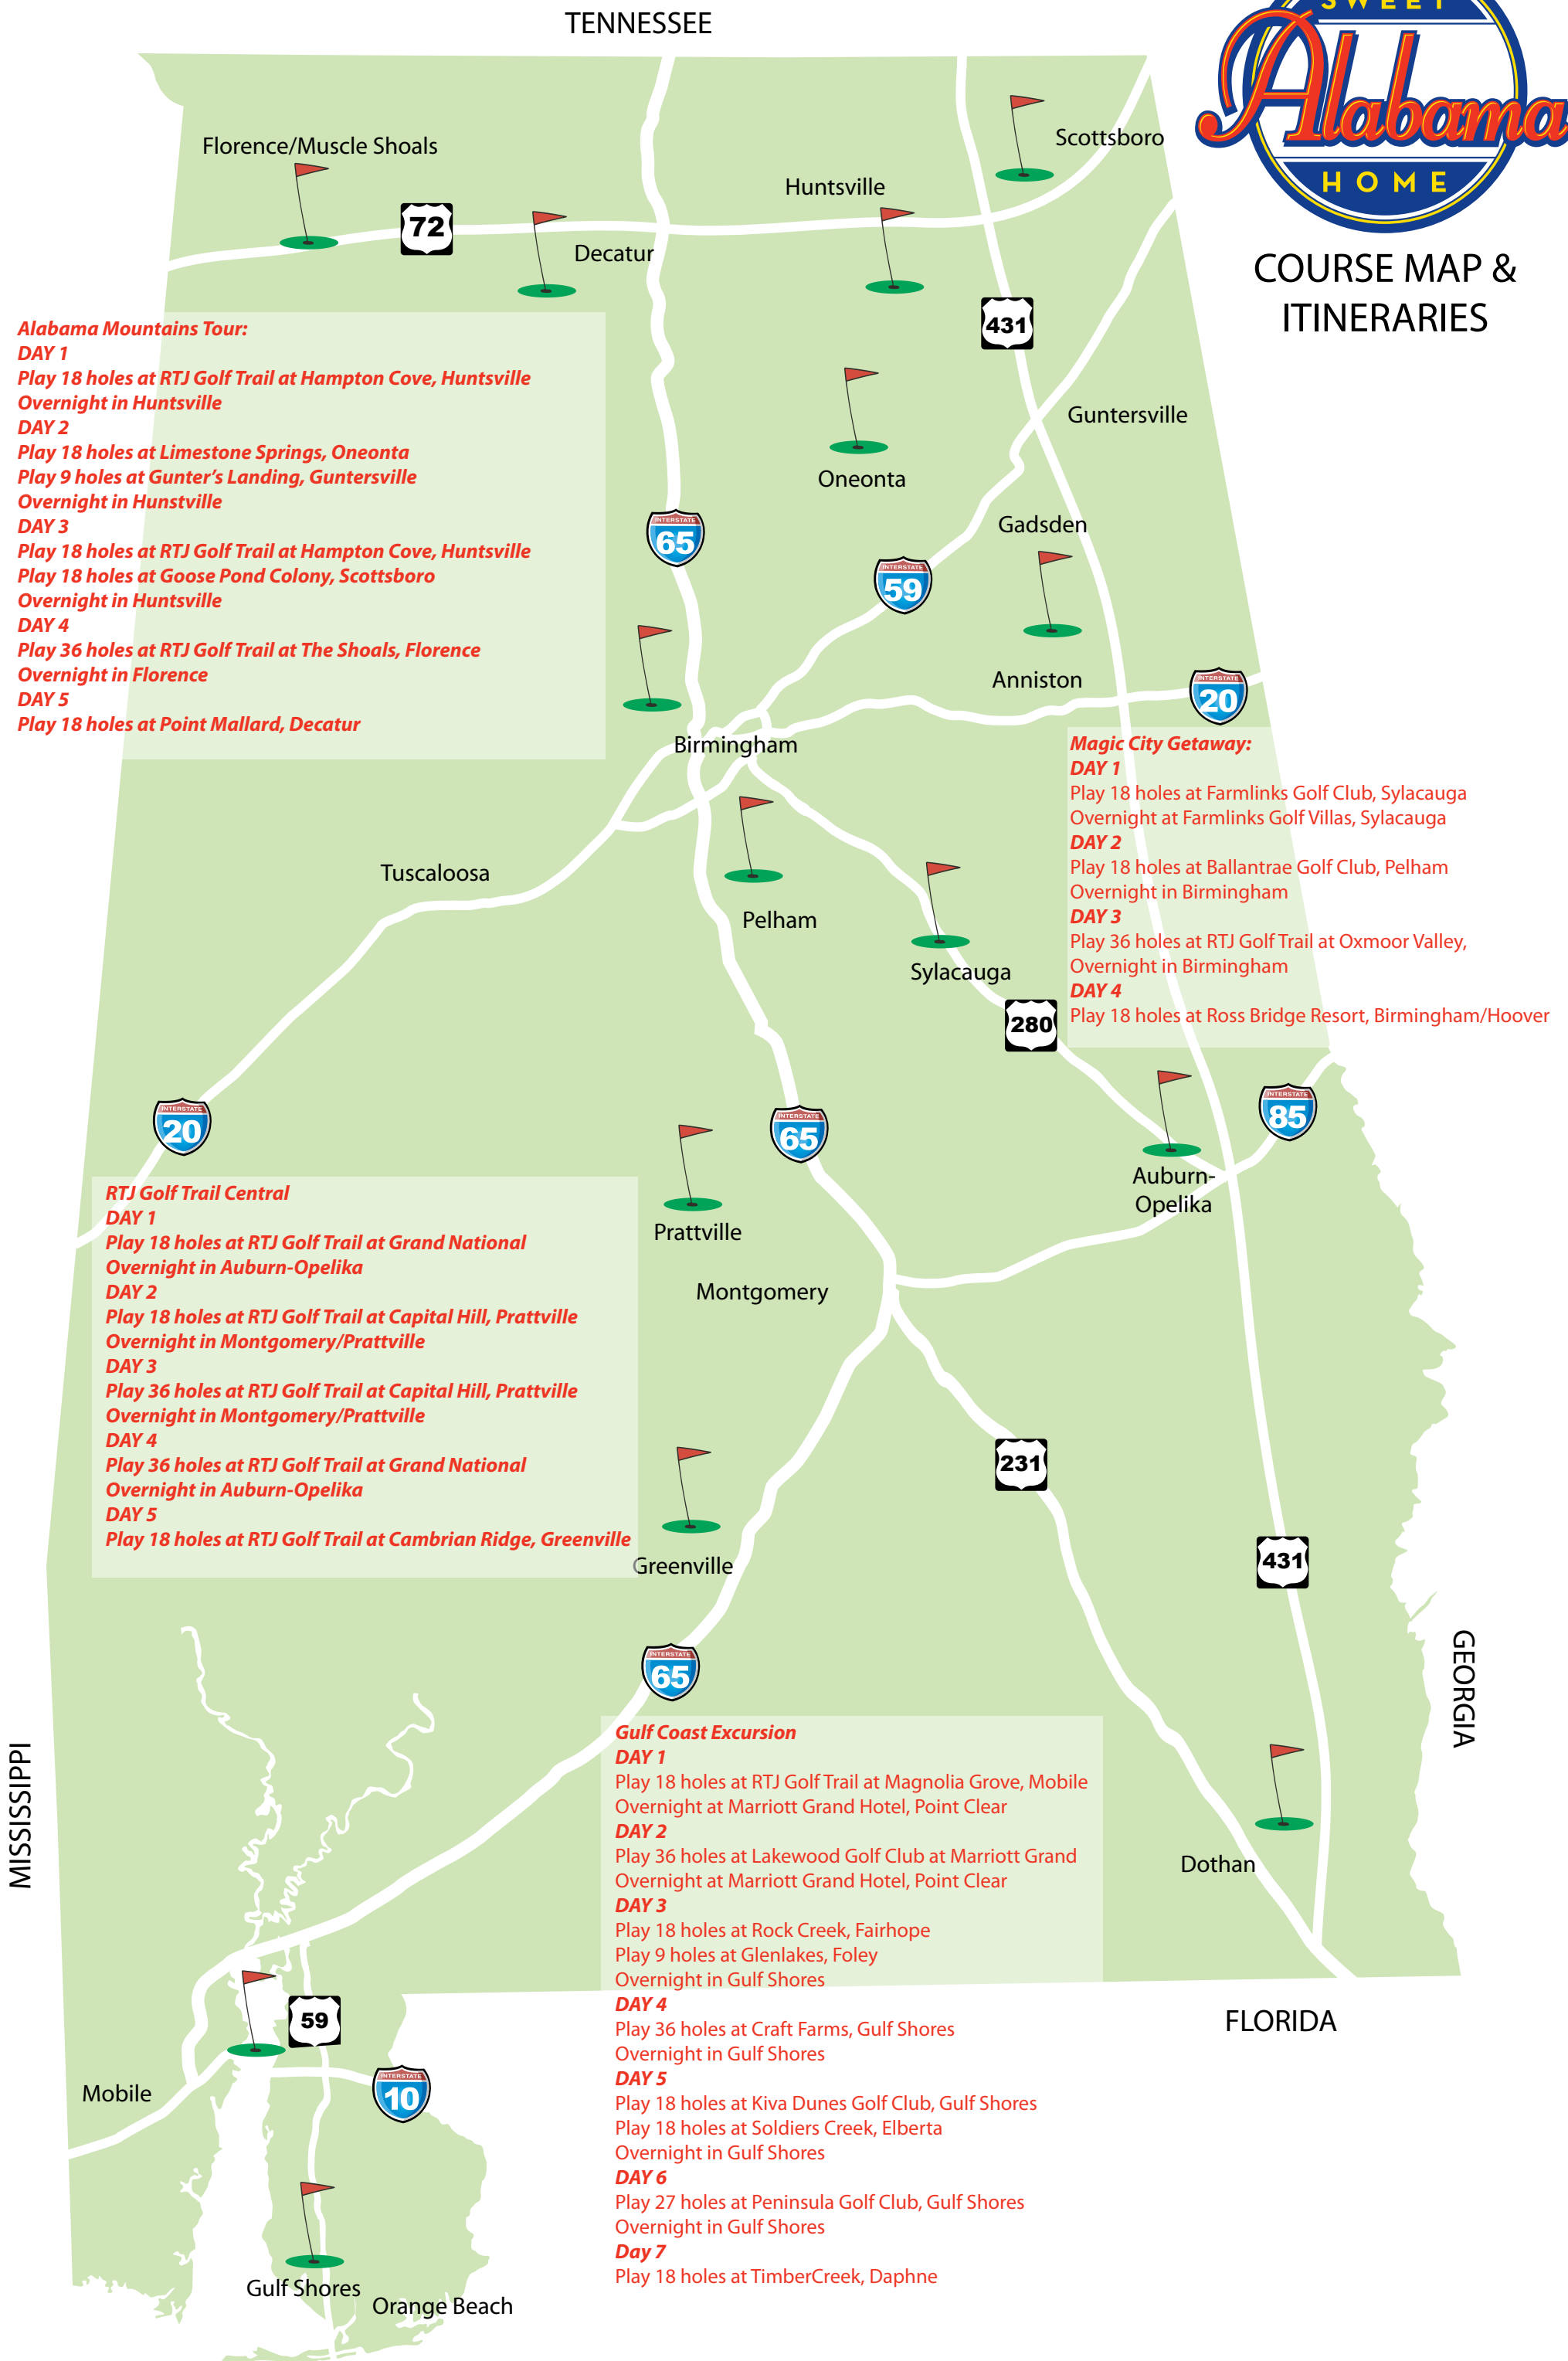 TENNESSEE
SWEET
Alabama
HOME
COURSE MAP &
ITINERARIES
Scottsboro
Florence/Muscle Shoals
Huntsville
72
Decatur
431
Alabama Mountains Tour:
DAY 1
Play 18 holes at RTJ Golf Trail at Hampton Cove, Huntsville
Overnight in Huntsville
DAY 2
Play 18 holes at Limestone Springs, Oneonta
Play 9 holes at Gunter’s Landing, Guntersville
Overnight in Hunstville
DAY 3
Play 18 holes at RTJ Golf Trail at Hampton Cove, Huntsville
Play 18 holes at Goose Pond Colony, Scottsboro
Overnight in Huntsville
DAY 4
Play 36 holes at RTJ Golf Trail at The Shoals, Florence
Overnight in Florence
DAY 5
Play 18 holes at Point Mallard, Decatur
Guntersville
Oneonta
Gadsden
INTERSTATE
65
INTERSTATE
59
Anniston
INTERSTATE
20
Birmingham
Magic City Getaway:
DAY 1
Play 18 holes at Farmlinks Golf Club, Sylacauga
Overnight at Farmlinks Golf Villas, Sylacauga
DAY 2
Play 18 holes at Ballantrae Golf Club, Pelham
Overnight in Birmingham
DAY 3
Play 36 holes at RTJ Golf Trail at Oxmoor Valley,
Overnight in Birmingham
DAY 4
Play 18 holes at Ross Bridge Resort, Birmingham/Hoover
Tuscaloosa
Pelham
Sylacauga
280
INTERSTATE
20
INTERSTATE
65
INTERSTATE
85
Auburn-
Opelika
Prattville
Montgomery
RTJ Golf Trail Central
DAY 1
Play 18 holes at RTJ Golf Trail at Grand National
Overnight in Auburn-Opelika
DAY 2
Play 18 holes at RTJ Golf Trail at Capital Hill, Prattville
Overnight in Montgomery/Prattville
DAY 3
Play 36 holes at RTJ Golf Trail at Capital Hill, Prattville
Overnight in Montgomery/Prattville
DAY 4
Play 36 holes at RTJ Golf Trail at Grand National
Overnight in Auburn-Opelika
DAY 5
Play 18 holes at RTJ Golf Trail at Cambrian Ridge, Greenville
231
Greenville
431
INTERSTATE
65
GEORGIA
MISSISSIPPI
Gulf Coast Excursion
DAY 1
Play 18 holes at RTJ Golf Trail at Magnolia Grove, Mobile
Overnight at Marriott Grand Hotel, Point Clear
DAY 2
Play 36 holes at Lakewood Golf Club at Marriott Grand
Overnight at Marriott Grand Hotel, Point Clear
DAY 3
Play 18 holes at Rock Creek, Fairhope
Play 9 holes at Glenlakes, Foley
Overnight in Gulf Shores
DAY 4
Play 36 holes at Craft Farms, Gulf Shores
Overnight in Gulf Shores
DAY 5
Play 18 holes at Kiva Dunes Golf Club, Gulf Shores
Play 18 holes at Soldiers Creek, Elberta
Overnight in Gulf Shores
DAY 6
Play 27 holes at Peninsula Golf Club, Gulf Shores
Overnight in Gulf Shores
Day 7
Play 18 holes at TimberCreek, Daphne
Dothan
FLORIDA
59
Mobile
INTERSTATE
10
Gulf Shores
Orange Beach